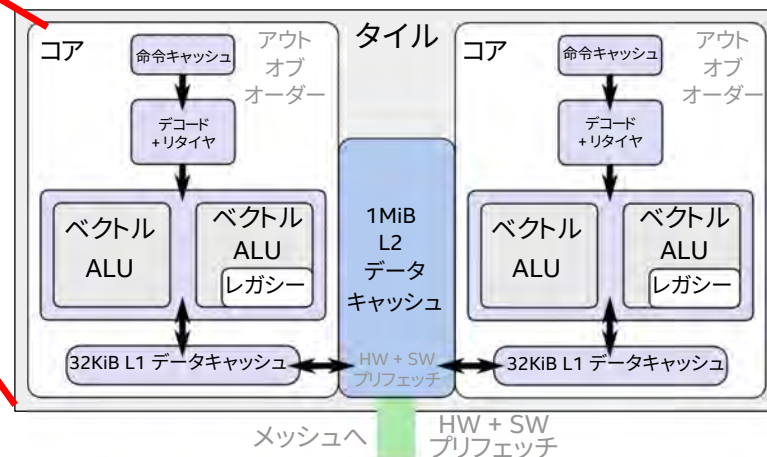 タイル
コア
アウト
オブ
オーダー
命令キャッシュ
デコード
+ リタイヤ
ベクトル
ALU
ベクトル
ALU
レガシー
32KiB L1 データキャッシュ
1MiB
L2
データ
キャッシュ
HW + SW
プリフェッチ
コア
アウト
オブ
オーダー
命令キャッシュ
デコード
+ リタイヤ
ベクトル
ALU
ベクトル
ALU
レガシー
32KiB L1 データキャッシュ
メッシュへ
HW + SW
プリフェッチ